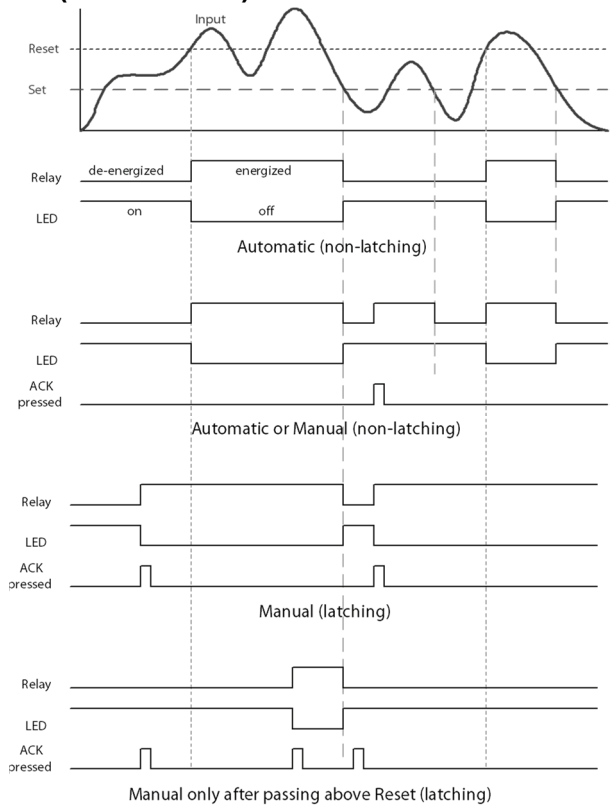 Input
Reset
Set
Relay
de-energized
energized
LED
on
off
Automatic (non-latching)
Relay
LED
ACK
pressed
Automatic or Manual (non-latching)
Relay
LED
ACK
pressed
Manual (latching)
Relay
LED
ACK
pressed
Manual only after passing above Reset (latching)